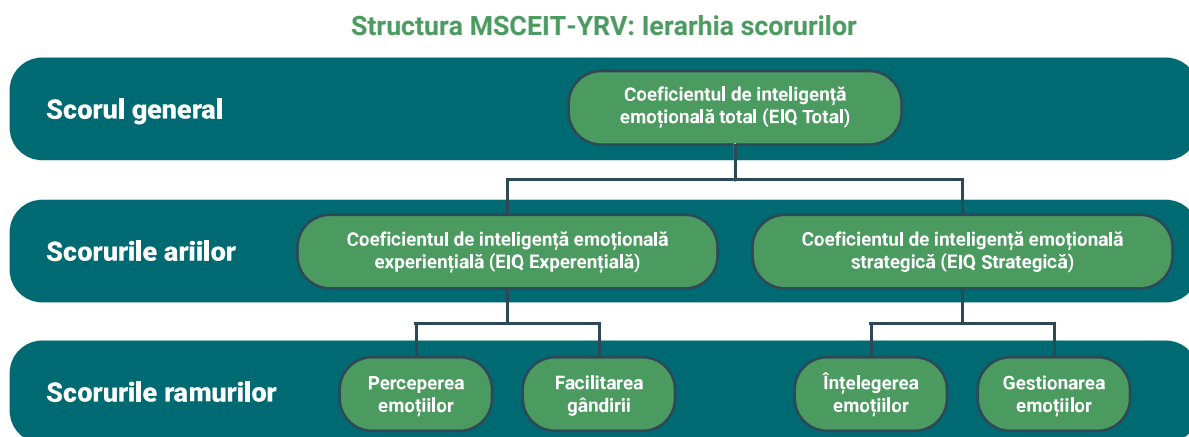 Structura MSCEIT-YRV: Ierarhia scorurilor
Scorul general
Coeficientul de inteligență
emoțională total (EIQ Total)
Scorurile ariilor
Coeficientul de inteligență emoțională
experiențială (EIQ Experențială)
Coeficientul de inteligență emoțională
strategică (EIQ Strategică)
Scorurile ramurilor
Perceperea
emoțiilor
Facilitarea
gândirii
Înțelegerea
emoțiilor
Gestionarea
emoțiilor